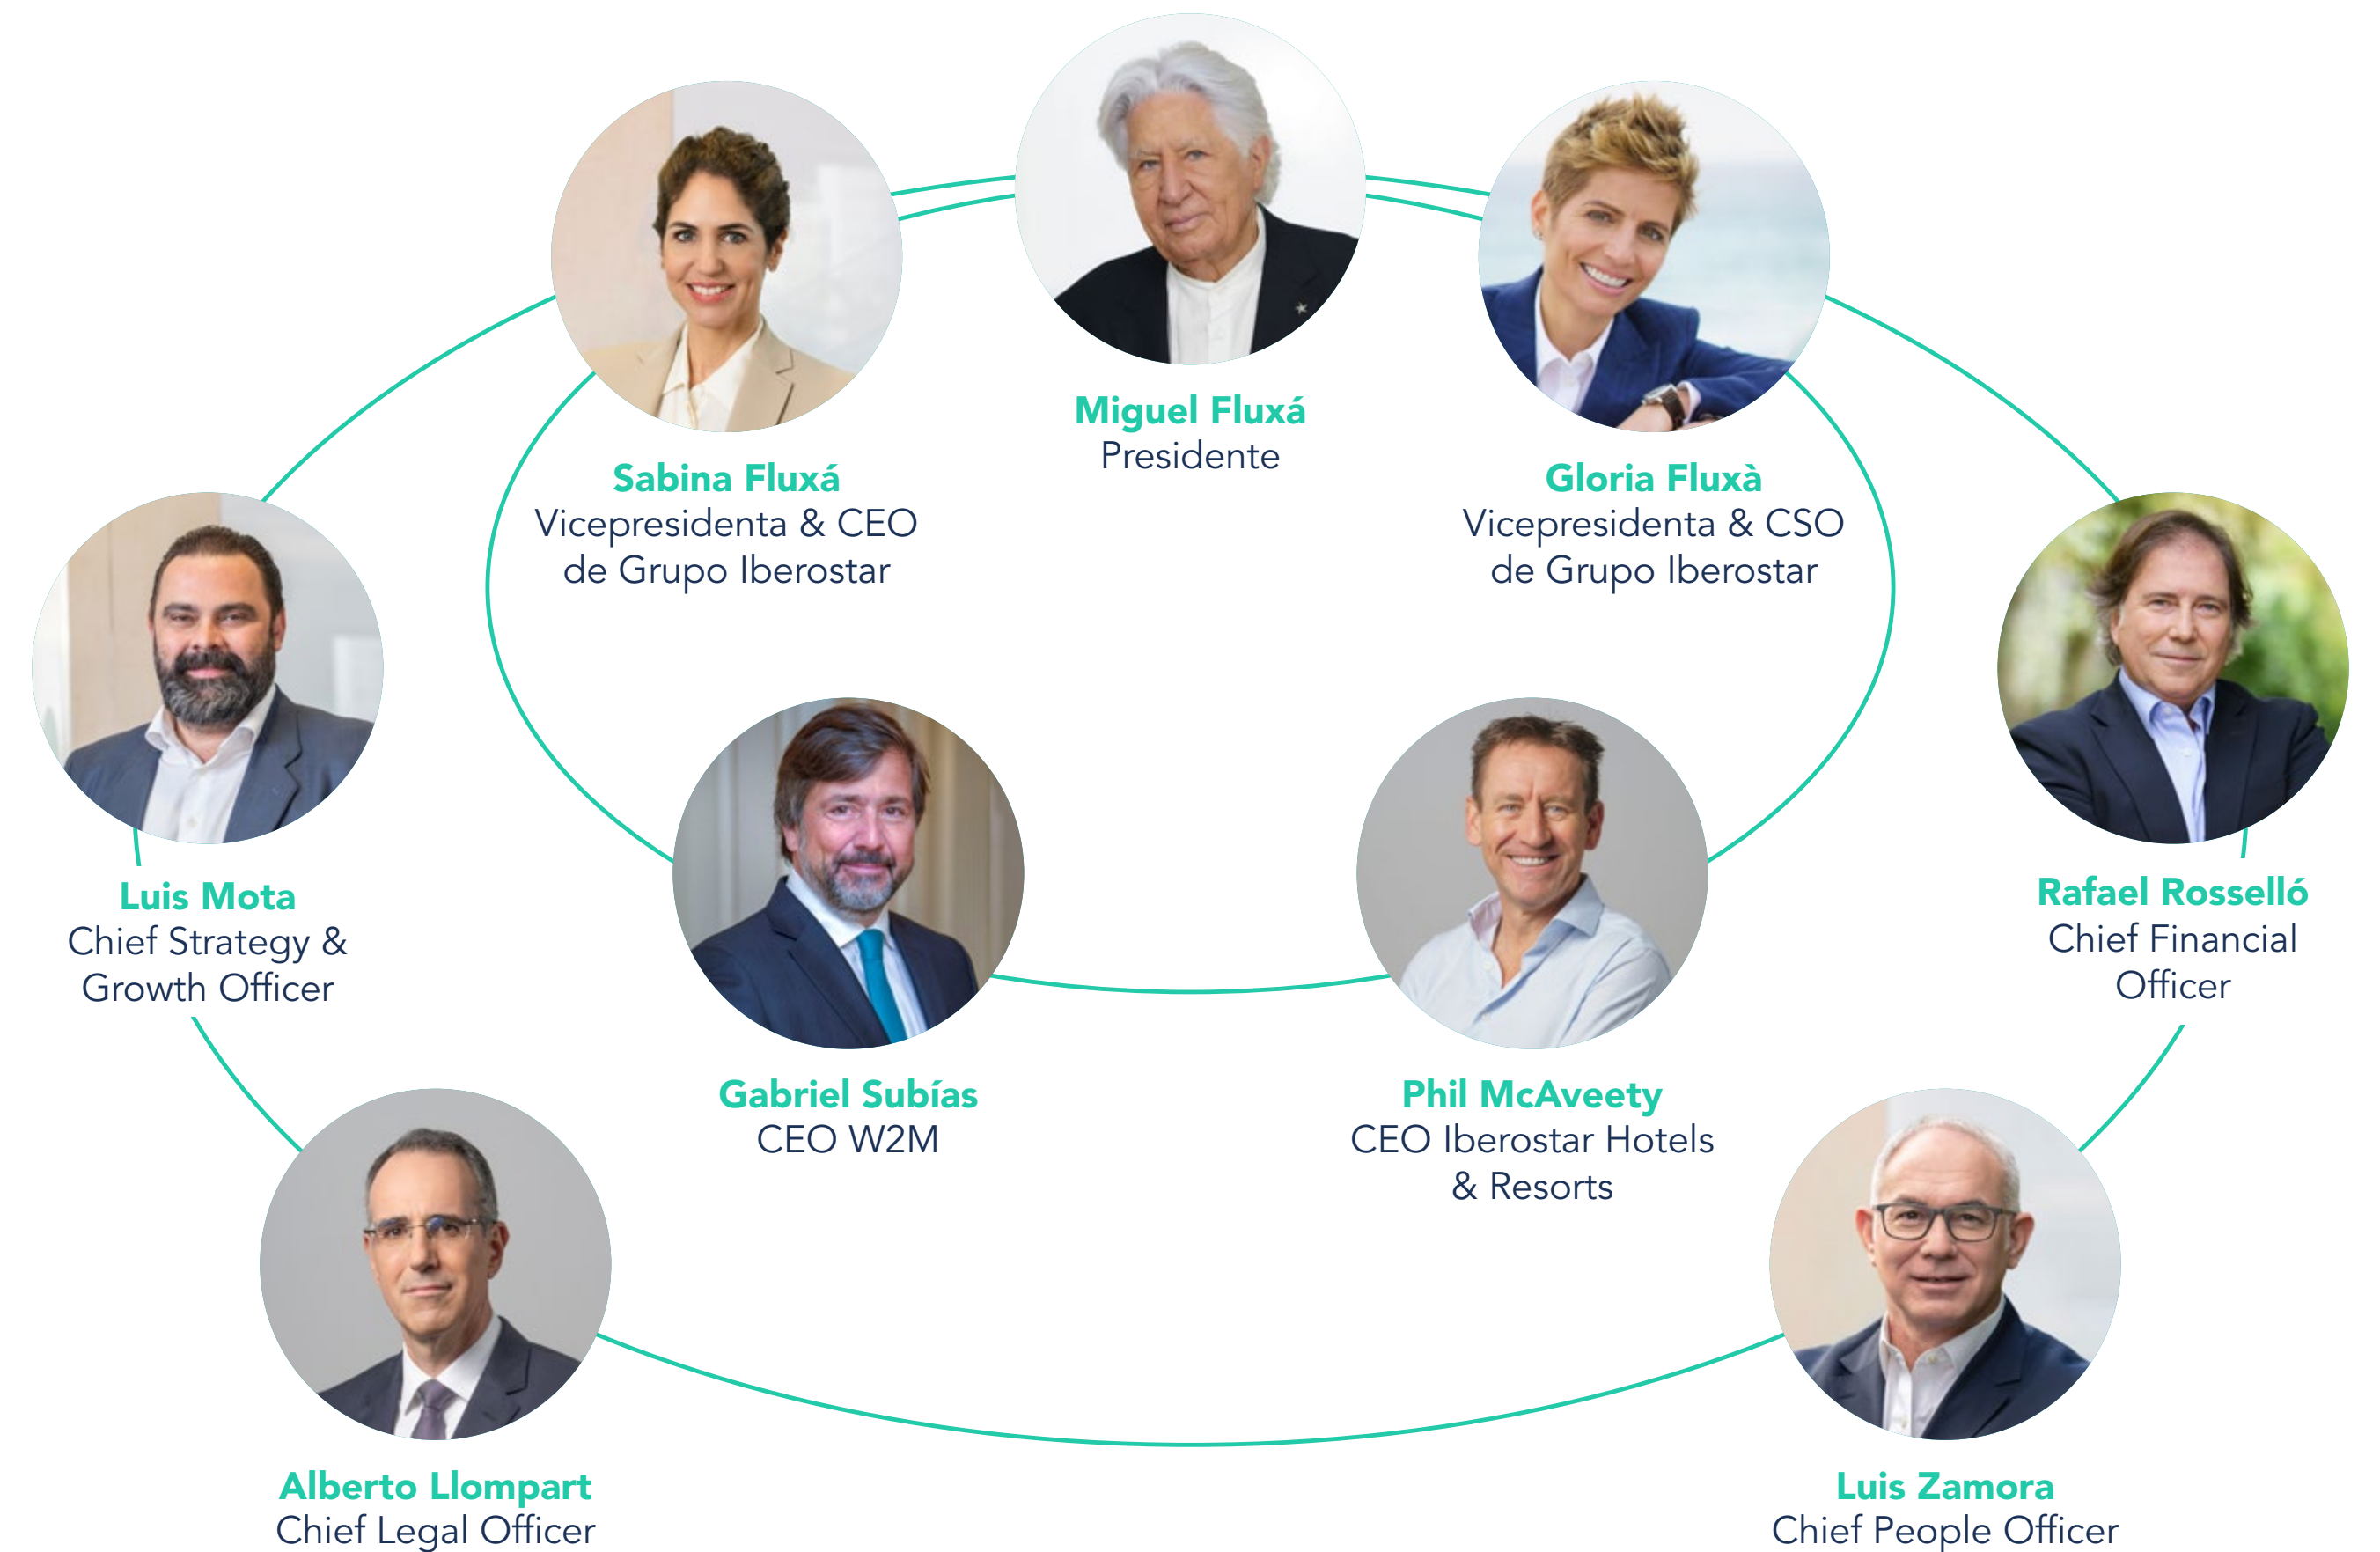 Miguel Fluxá
Presidente
Sabina Fluxá
Vicepresidenta & CEO
de Grupo Iberostar
Gloria Fluxà
Vicepresidenta & CSO
de Grupo Iberostar
Luis Mota
Chief Strategy &
Growth Officer
Rafael Rosselló
Chief Financial
Officer
Gabriel Subías
CEO W2M
Phil McAveety
CEO Iberostar Hotels
& Resorts
Alberto Llompart
Chief Legal Officer
Luis Zamora
Chief People Officer